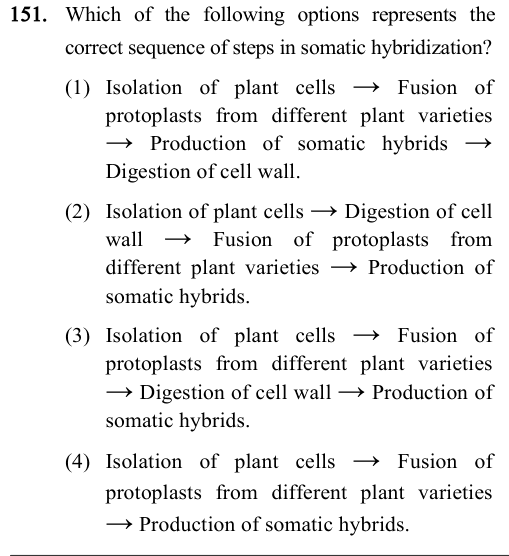 151. Which of the following options represents the
correct sequence of steps in somatic hybridization?
(1) Isolation of plant cells → Fusion of
protoplasts from different plant varieties
→ Production of somatic hybrids →
Digestion of cell wall.
(2) Isolation of plant cells → Digestion of cell
wall → Fusion of protoplasts from
different plant varieties → Production of
somatic hybrids.
(3) Isolation of plant cells → Fusion of
protoplasts from different plant varieties
→ Digestion of cell wall → Production of
somatic hybrids.
(4) Isolation of plant cells → Fusion of
protoplasts from different plant varieties
→ Production of somatic hybrids.